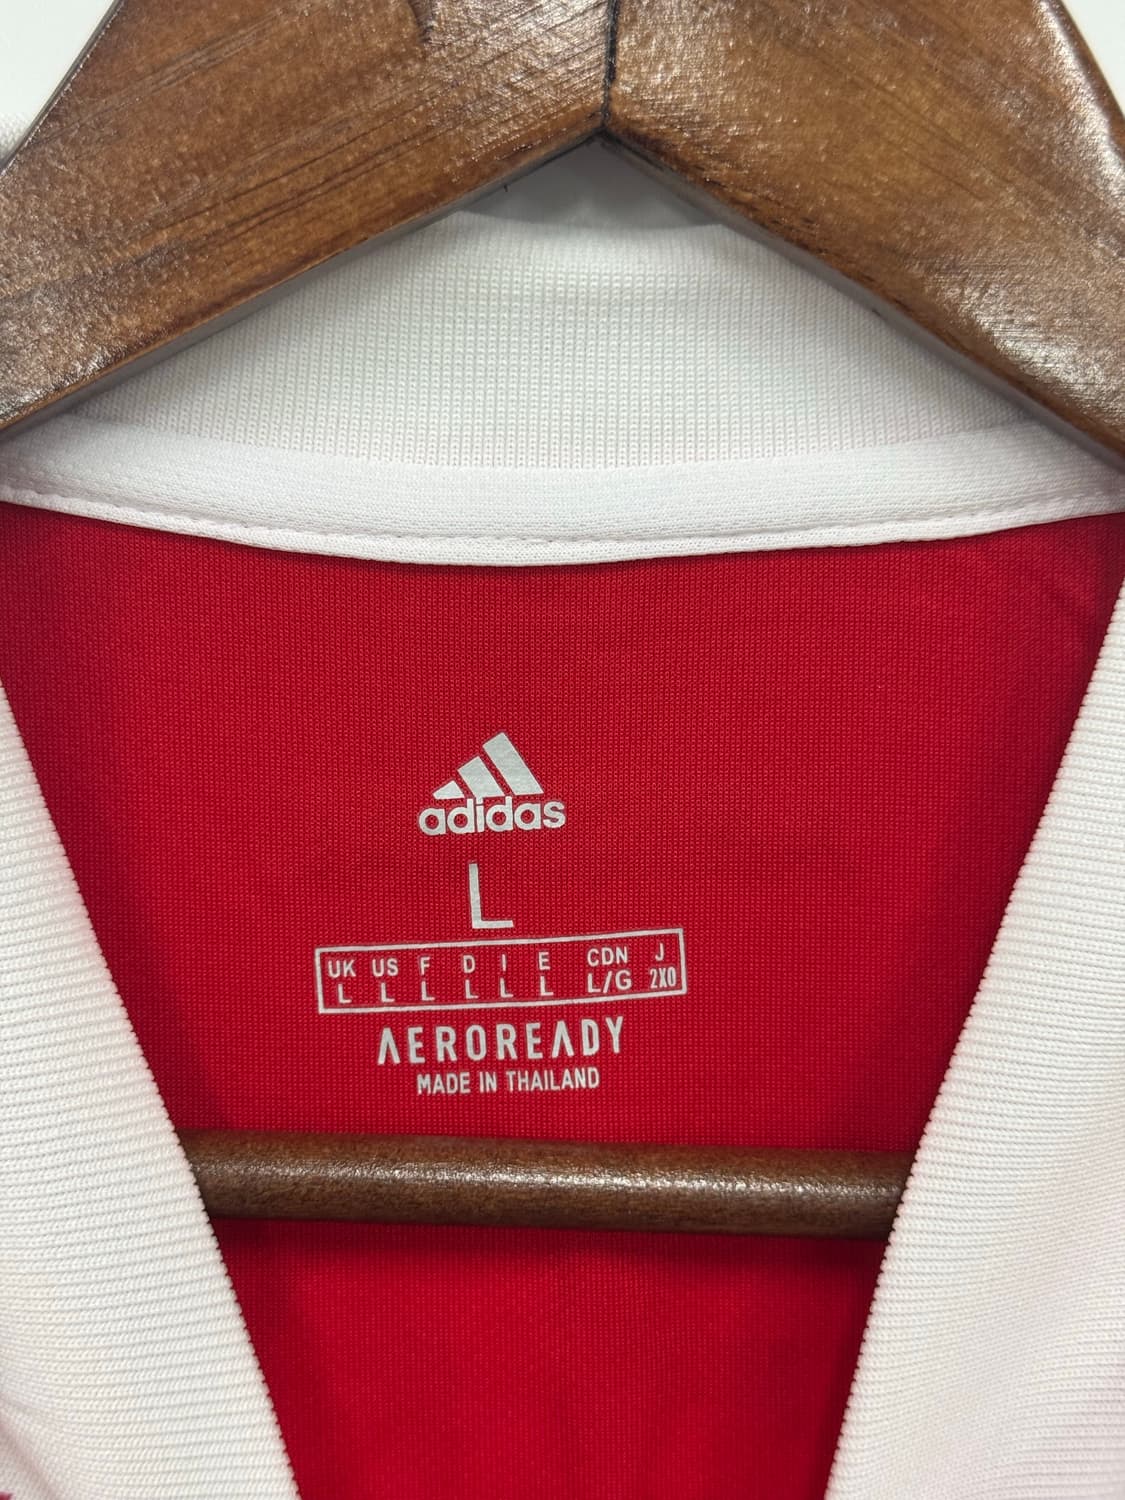 adidas
L
UK US F D I E CDN J
L L L L L L L/G 2XO
AEROREADY
MADE IN THAILAND